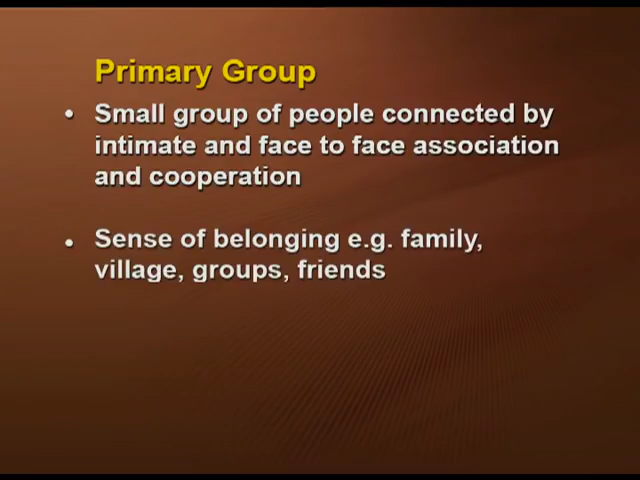 Primary Group
• Small group of people connected by
intimate and face to face association
and cooperation
• Sense of belonging e.g. family,
village, groups, friends